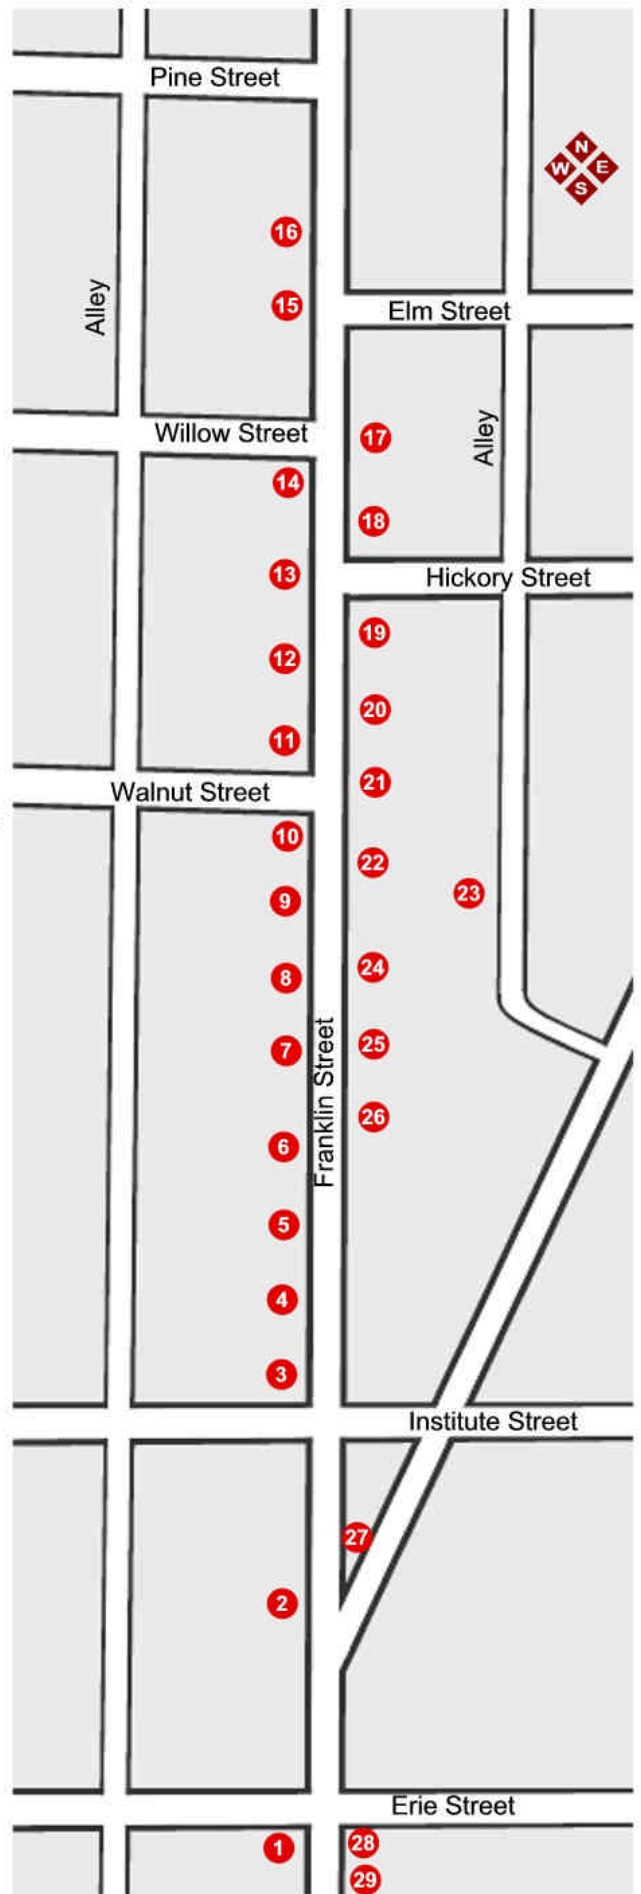 Pine Street
N
W E
S
16
Alley
15
Elm Street
Willow Street
17
Alley
14
18
13
Hickory Street
19
12
20
11
21
Walnut Street
10
22
9
23
8
24
7
25
Franklin Street
26
6
5
4
3
Institute Street
27
2
Erie Street
1
28
29